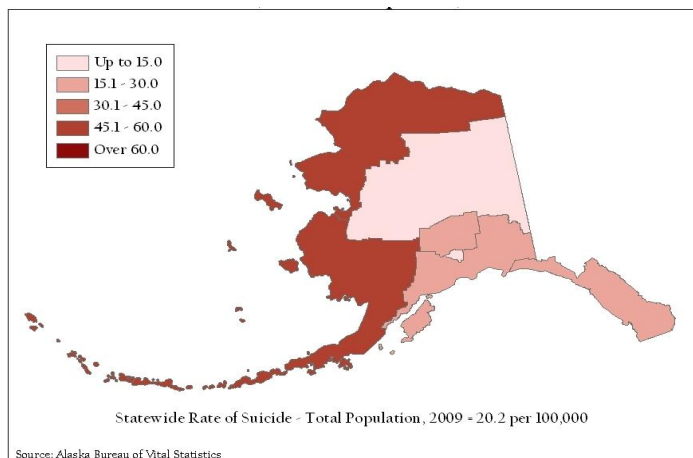 Up to 15.0
15.1 - 30.0
30.1 - 45.0
45.1 - 60.0
Over 60.0
Statewide Rate of Suicide - Total Population, 2009 = 20.2 per 100,000
Source: Alaska Bureau of Vital Statistics